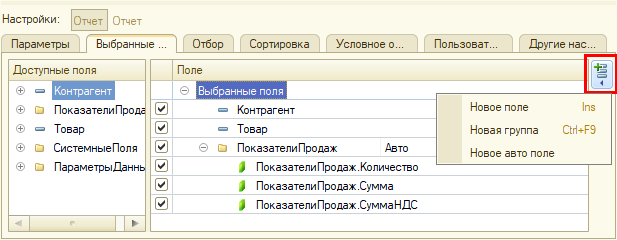 Настройки: Отчет Отчет
Параметры Выбранные ... Отбор Сортировка Условное о... Пользоват... Другие нас...
Доступные поля
Контрагент
ПоказателиПрода
Товар
СистемныеПоля
ПараметрыДанны
Поле
Выбранные поля
Контрагент
Товар
ПоказателиПродаж Авто
ПоказателиПродаж.Количество
ПоказателиПродаж.Сумма
ПоказателиПродаж.СуммаНДС
Новое поле Ins
Новая группа Ctrl+F9
Новое авто поле